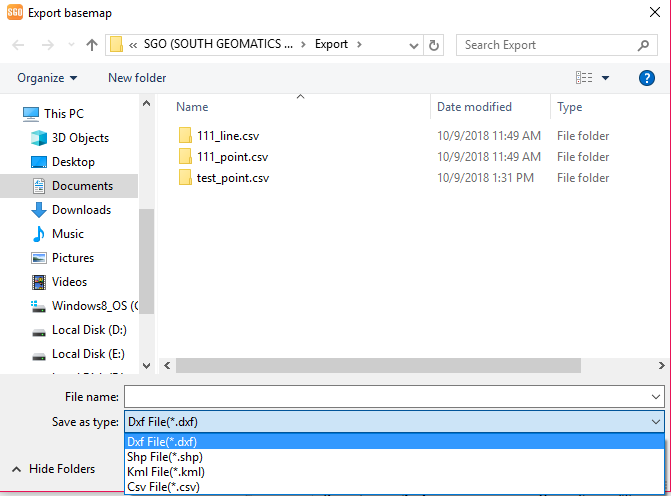 SGO Export basemap
« SGO (SOUTH GEOMATICS ... > Export > Search Export
Organize New folder ?
This PC
3D Objects
Desktop
Documents
Downloads
Music
Pictures
Videos
Windows8_OS (C
Local Disk (D:)
Local Disk (E:)
Name Date modified Type
111_line.csv 10/9/2018 11:49 AM File folder
111_point.csv 10/9/2018 11:49 AM File folder
test_point.csv 10/9/2018 1:31 PM File folder
File name:
Save as type: Dxf File(*.dxf)
Dxf File(*.dxf)
Shp File(*.shp)
Kml File(*.kml)
Csv File(*.csv)
Hide Folders